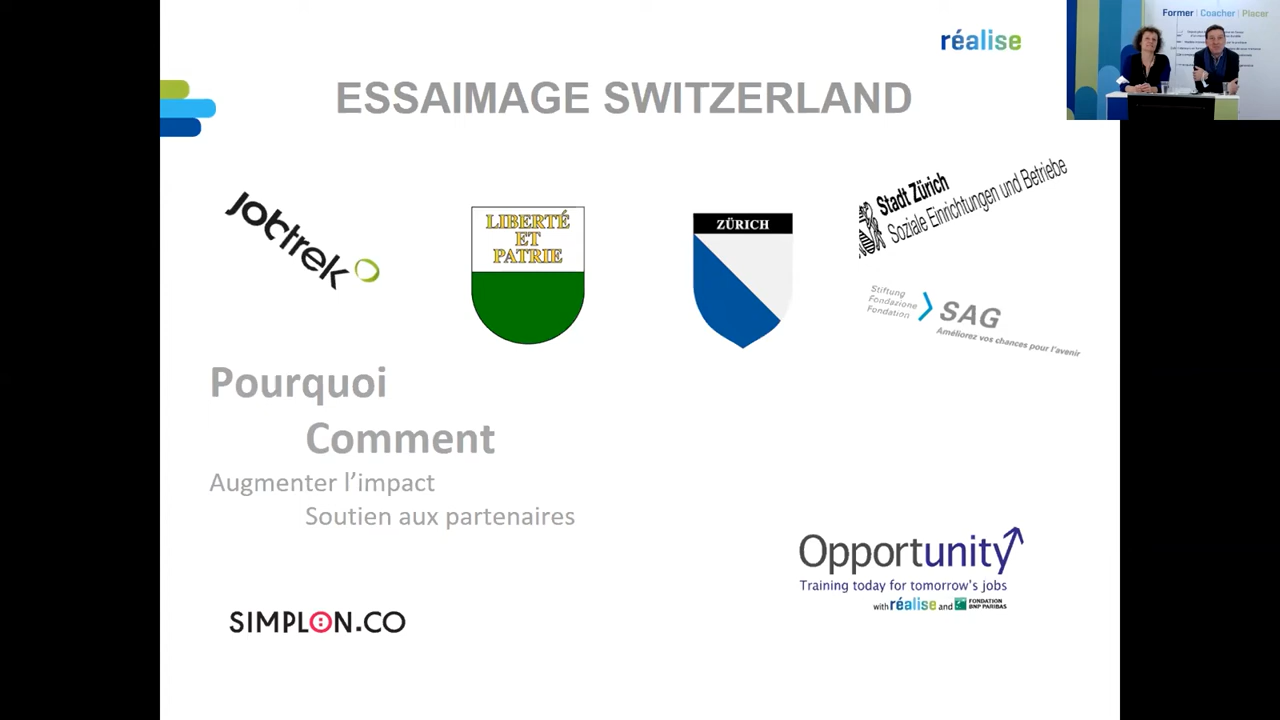 Former | Coacher | Placer
réalise
ESSAIMAGE SWITZERLAND
jobtrek
LIBERTÉ
ET
PATRIE
ZÜRICH
Stadt Zürich
Soziale Einrichtungen und Betriebe
Stiftung
Fondazione
Fondation
SAG
Améliorez vos chances pour l'avenir
Pourquoi
Comment
Augmenter l'impact
Soutien aux partenaires
Opportunity
Training today for tomorrow's jobs
with réalise and FONDATION
BNP PARIBAS
SIMPLON.CO